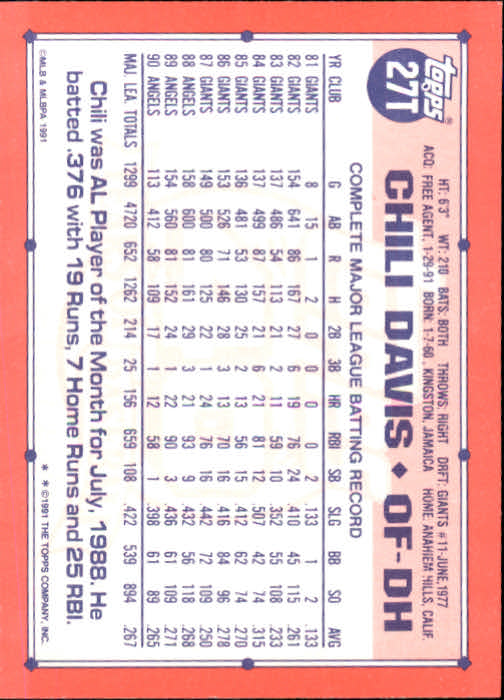 topps®
27T
HT: 6'3" WT: 210 BATS: BOTH THROWS: RIGHT DRFT: GIANTS #11-JUNE, 1977
ACQ: FREE AGENT, 1-29-91 BORN: 1-7-60, KINGSTON, JAMAICA HOME: ANAHIEM HILLS, CALIF.
CHILI DAVIS ◆ OF-DH
COMPLETE MAJOR LEAGUE BATTING RECORD
YR CLUB G AB R H 2B 3B HR RBI SB SLG BB SO AVG
81 GIANTS 8 15 1 2 0 0 0 0 2 .133 1 2 .133
82 GIANTS 154 641 86 167 27 6 19 76 24 .410 45 115 .261
83 GIANTS 137 486 54 113 21 2 11 59 10 .352 55 108 .233
84 GIANTS 137 499 87 157 21 6 21 81 12 .507 42 74 .315
85 GIANTS 136 481 53 130 25 2 13 56 15 .412 62 74 .270
86 GIANTS 153 526 71 146 28 3 13 70 16 .416 84 96 .278
87 GIANTS 149 500 80 125 22 1 24 76 16 .442 72 109 .250
88 ANGELS 158 600 81 161 29 3 21 93 9 .432 56 118 .268
89 ANGELS 154 560 81 152 24 1 22 90 3 .436 61 109 .271
90 ANGELS 113 412 58 109 17 1 12 58 1 .398 61 89 .265
MAJ. LEA. TOTALS 1299 4720 652 1262 214 25 156 659 108 .422 539 894 .267
Chili was AL Player of the Month for July, 1988. He
batted .376 with 19 Runs, 7 Home Runs and 25 RBI.
©MLB & MLBPA 1991
* * ©1991 THE TOPPS COMPANY, INC.